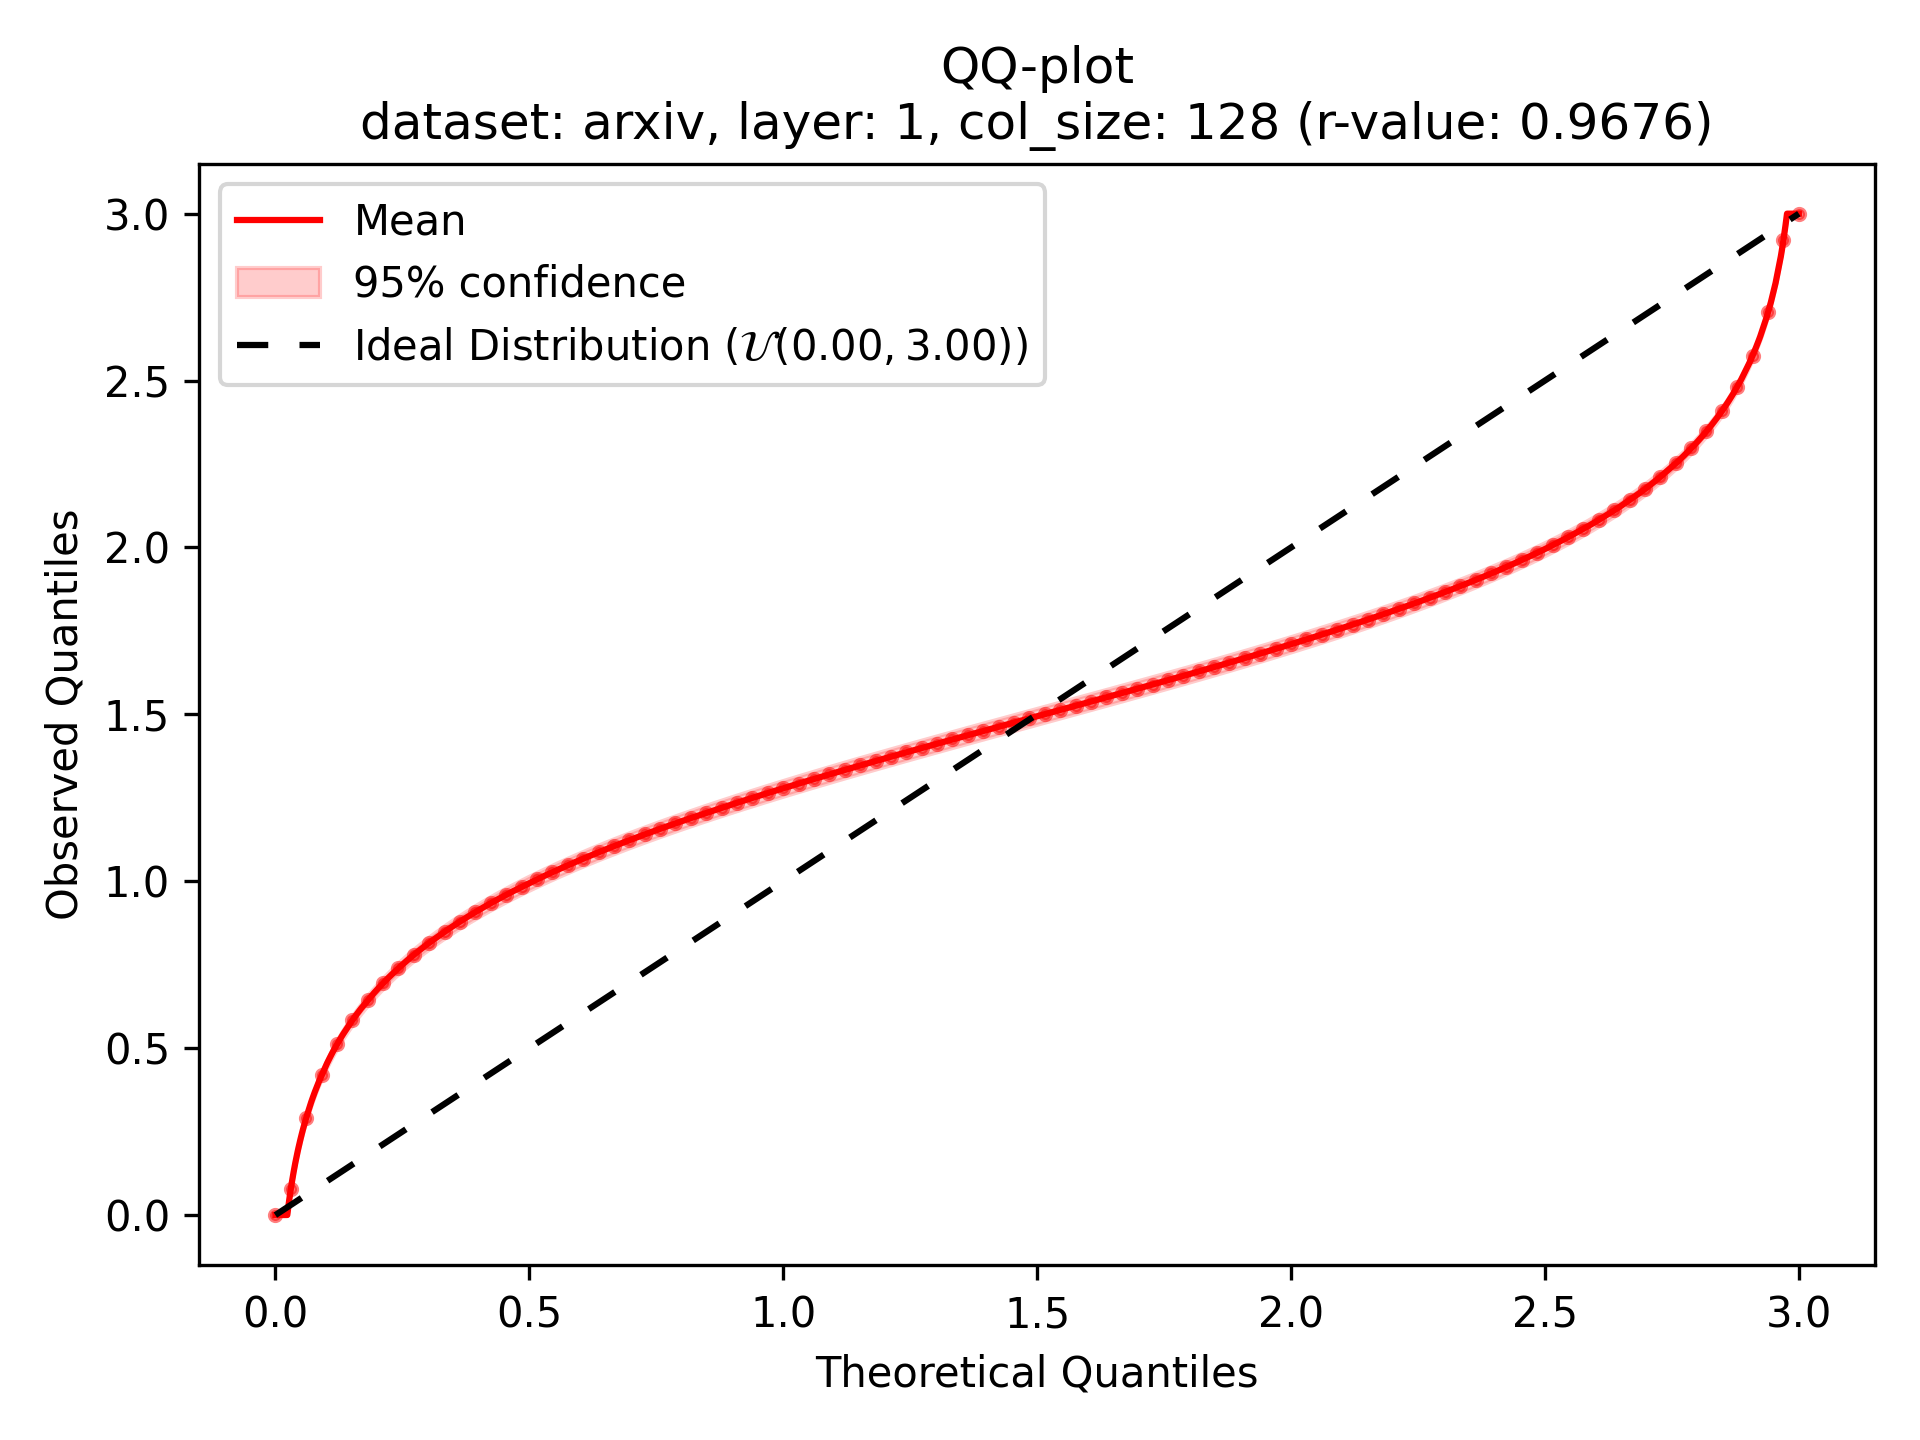 QQ-plot
dataset: arxiv, layer: 1, col_size: 128 (r-value: 0.9676)
Mean
95% confidence
Ideal Distribution (𝒰(0.00, 3.00))
Observed Quantiles
3.0
2.5
2.0
1.5
1.0
0.5
0.0
0.0 0.5 1.0 1.5 2.0 2.5 3.0
Theoretical Quantiles